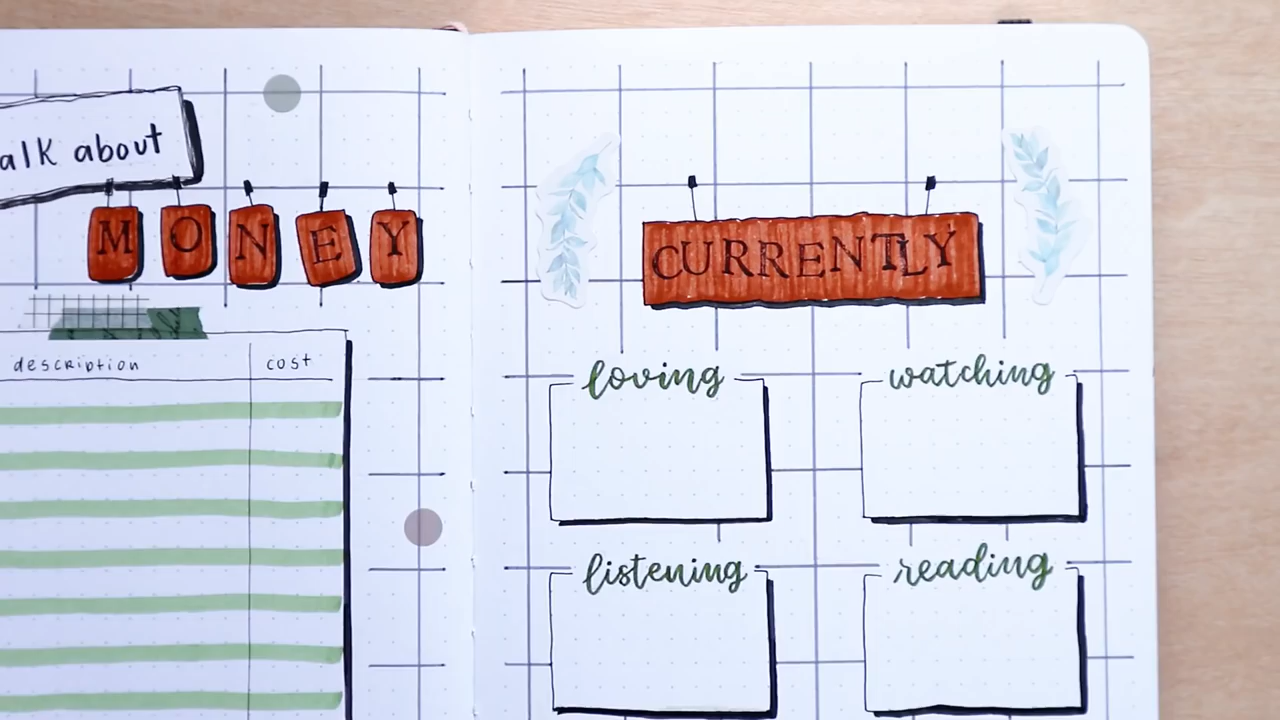 alk about
MONEY
description cost
CURRENTLY
loving
watching
listening
reading